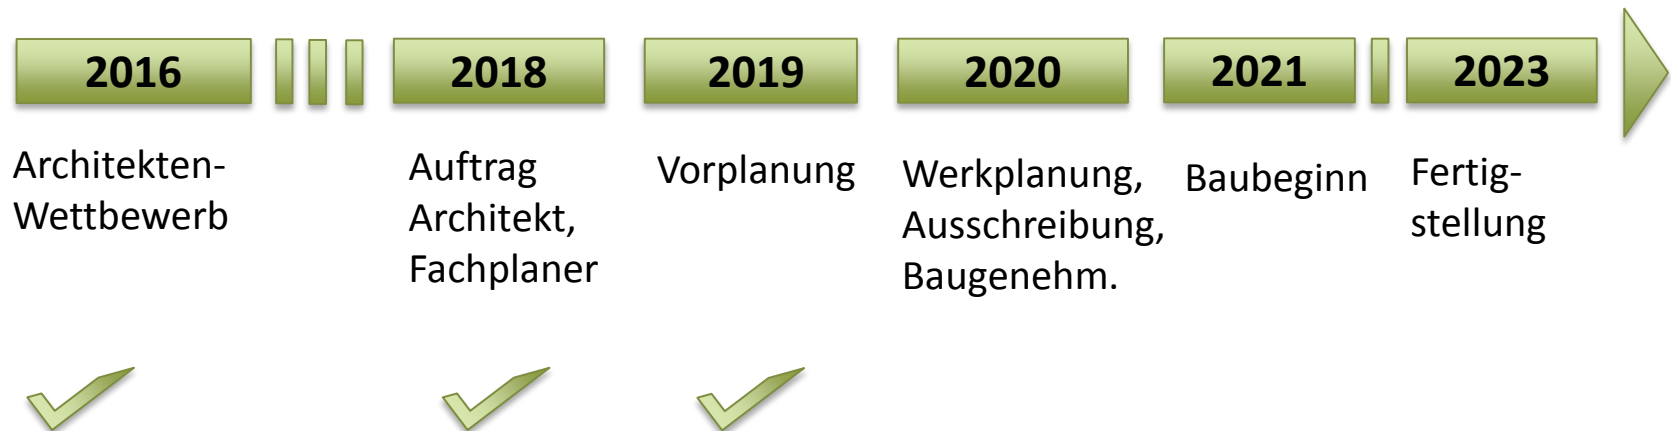 2016
2018
2019
2020
2021
2023
Architekten-
Wettbewerb
Auftrag
Architekt,
Fachplaner
Vorplanung
Werkplanung,
Ausschreibung,
Baugenehm.
Baubeginn
Fertig-
stellung